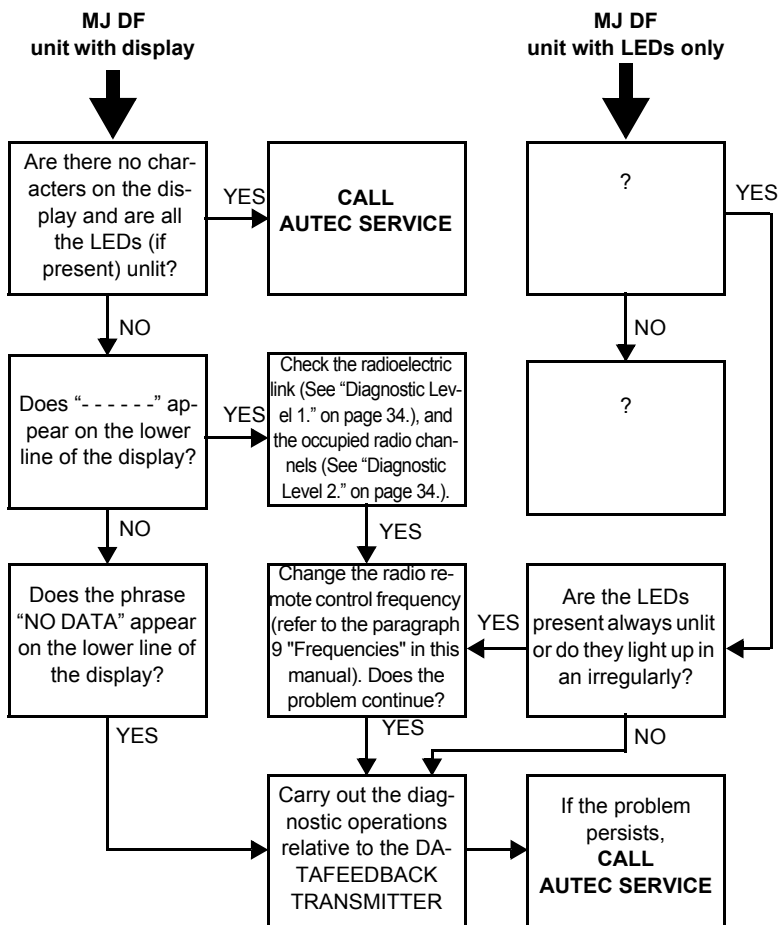 MJ DF
unit with display
MJ DF
unit with LEDs only
Are there no char-
acters on the dis-
play and are all
the LEDs (if
present) unlit?
YES
CALL
AUTEC SERVICE
?
YES
NO
NO
Does “- - - - - -” ap-
pear on the lower
line of the display?
YES
Check the radioelectric
link (See “Diagnostic Lev-
el 1.” on page 34.), and
the occupied radio chan-
nels (See “Diagnostic
Level 2.” on page 34.).
?
NO
YES
Does the phrase
“NO DATA” appear
on the lower line of
the display?
Change the radio re-
mote control frequency
(refer to the paragraph
9 "Frequencies" in this
manual). Does the
problem continue?
YES
Are the LEDs
present always unlit
or do they light up in
an irregularly?
YES
YES
NO
Carry out the diag-
nostic operations
relative to the DA-
TAFEEDBACK
TRANSMITTER
If the problem
persists,
CALL
AUTEC SERVICE